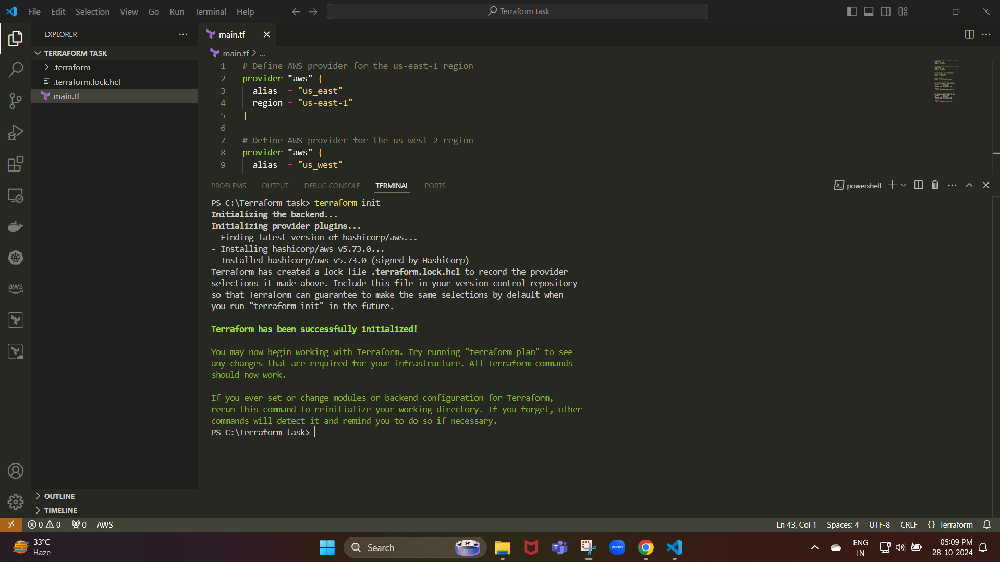 File Edit Selection View Go Run Terminal Help
Terraform task
EXPLORER
TERRAFORM TASK
.terraform
.terraform.lock.hcl
main.tf
main.tf
main.tf > ...
1 # Define AWS provider for the us-east-1 region
2 provider "aws" {
3 alias = "us_east"
4 region = "us-east-1"
5 }
6
7 # Define AWS provider for the us-west-2 region
8 provider "aws" {
9 alias = "us_west"
PROBLEMS OUTPUT DEBUG CONSOLE TERMINAL PORTS
powershell
PS C:\Terraform task> terraform init
Initializing the backend...
Initializing provider plugins...
- Finding latest version of hashicorp/aws...
- Installing hashicorp/aws v5.73.0...
- Installed hashicorp/aws v5.73.0 (signed by HashiCorp)
Terraform has created a lock file .terraform.lock.hcl to record the provider
selections it made above. Include this file in your version control repository
so that Terraform can guarantee to make the same selections by default when
you run "terraform init" in the future.
Terraform has been successfully initialized!
You may now begin working with Terraform. Try running "terraform plan" to see
any changes that are required for your infrastructure. All Terraform commands
should now work.
If you ever set or change modules or backend configuration for Terraform,
rerun this command to reinitialize your working directory. If you forget, other
commands will detect it and remind you to do so if necessary.
PS C:\Terraform task>
aws
OUTLINE
TIMELINE
0 0 0 AWS
Ln 43, Col 1 Spaces: 4 UTF-8 CRLF {} Terraform
33°C
Haze
Search
zoom
ENG
IN
05:09 PM
28-10-2024